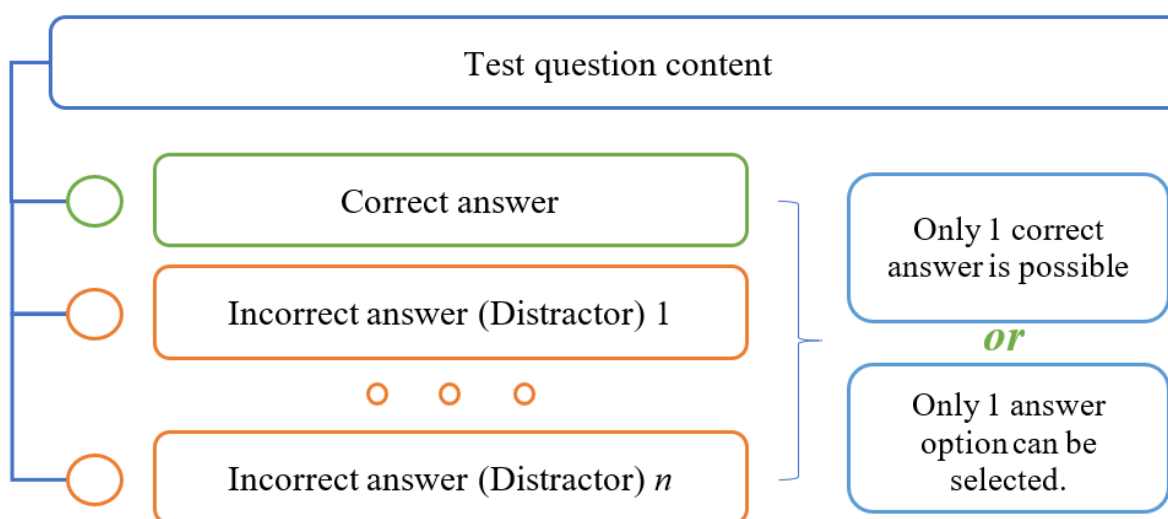 Test question content
Correct answer
Incorrect answer (Distractor) 1
Incorrect answer (Distractor) n
Only 1 correct
answer is possible
or
Only 1 answer
option can be
selected.